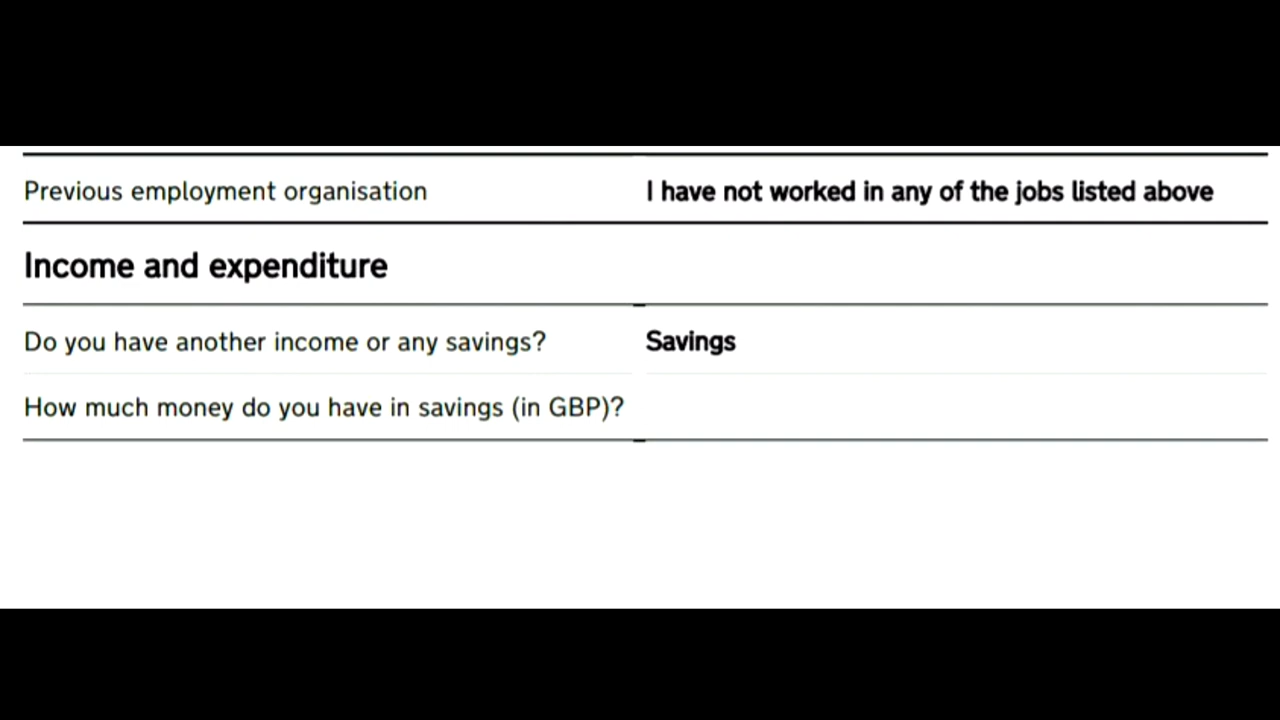 Previous employment organisation I have not worked in any of the jobs listed above
Income and expenditure
Do you have another income or any savings? Savings
How much money do you have in savings (in GBP)?